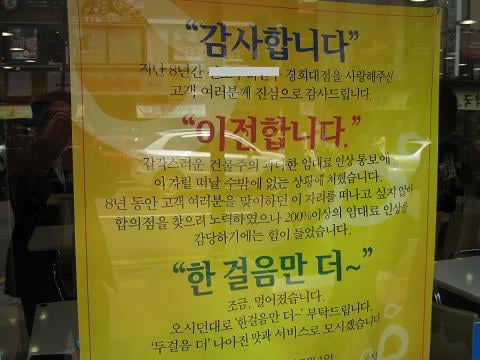 “감사합니다”
지난 8년간 경희대점을 사랑해주신
고객 여러분께 진심으로 감사드립니다.
“이전합니다.”
갑작스러운 건물주의 과다한 임대료 인상 통보에
이 자릴 떠날 수밖에 없는 상황에 처했습니다.
8년 동안 고객 여러분을 맞이하던 이 자리를 떠나고 싶지 않아
합의점을 찾으려 노력하였으나 200%이상의 임대료 인상을
감당하기에는 힘이 들었습니다.
“한 걸음만 더~”
조금, 멀어졌습니다.
오시던대로 ‘한걸음만 더~’ 부탁드립니다.
‘두걸음 더’ 나아진 맛과 서비스로 모시겠습니다